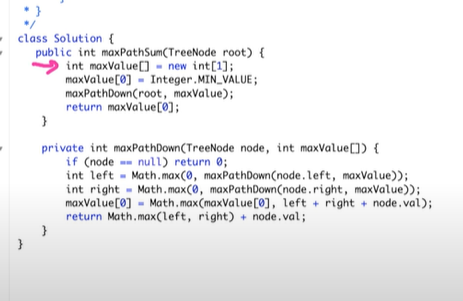 * }
*/
class Solution {
    public int maxPathSum(TreeNode root) {
        int maxValue[] = new int[1];
        maxValue[0] = Integer.MIN_VALUE;
        maxPathDown(root, maxValue);
        return maxValue[0];
    }
    private int maxPathDown(TreeNode node, int maxValue[]) {
        if (node == null) return 0;
        int left = Math.max(0, maxPathDown(node.left, maxValue));
        int right = Math.max(0, maxPathDown(node.right, maxValue));
        maxValue[0] = Math.max(maxValue[0], left + right + node.val);
        return Math.max(left, right) + node.val;
    }
}